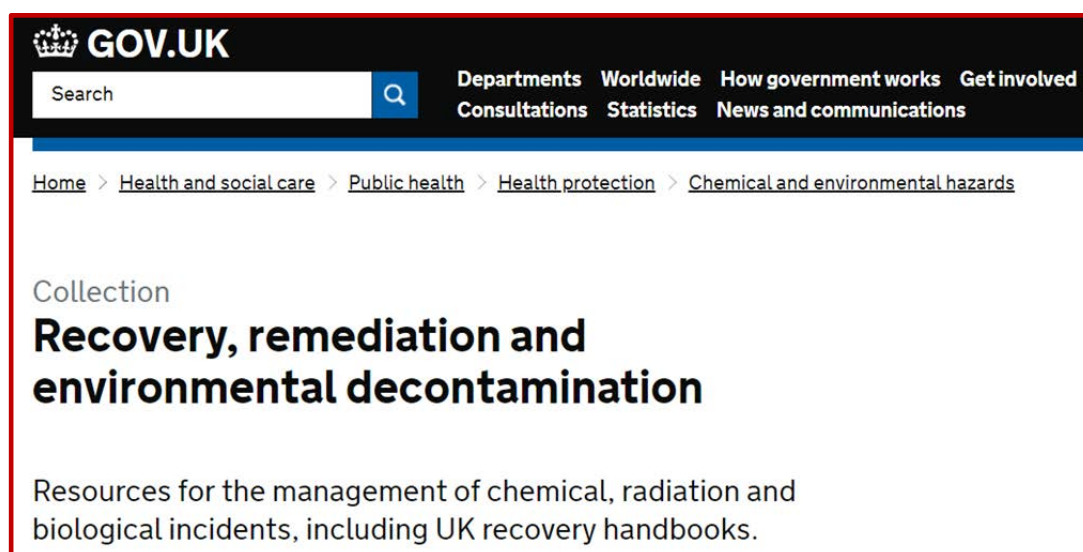 GOV.UK
Search
Departments Worldwide How government works Get involved
Consultations Statistics News and communications
Home > Health and social care > Public health > Health protection > Chemical and environmental hazards
Collection
Recovery, remediation and
environmental decontamination
Resources for the management of chemical, radiation and
biological incidents, including UK recovery handbooks.